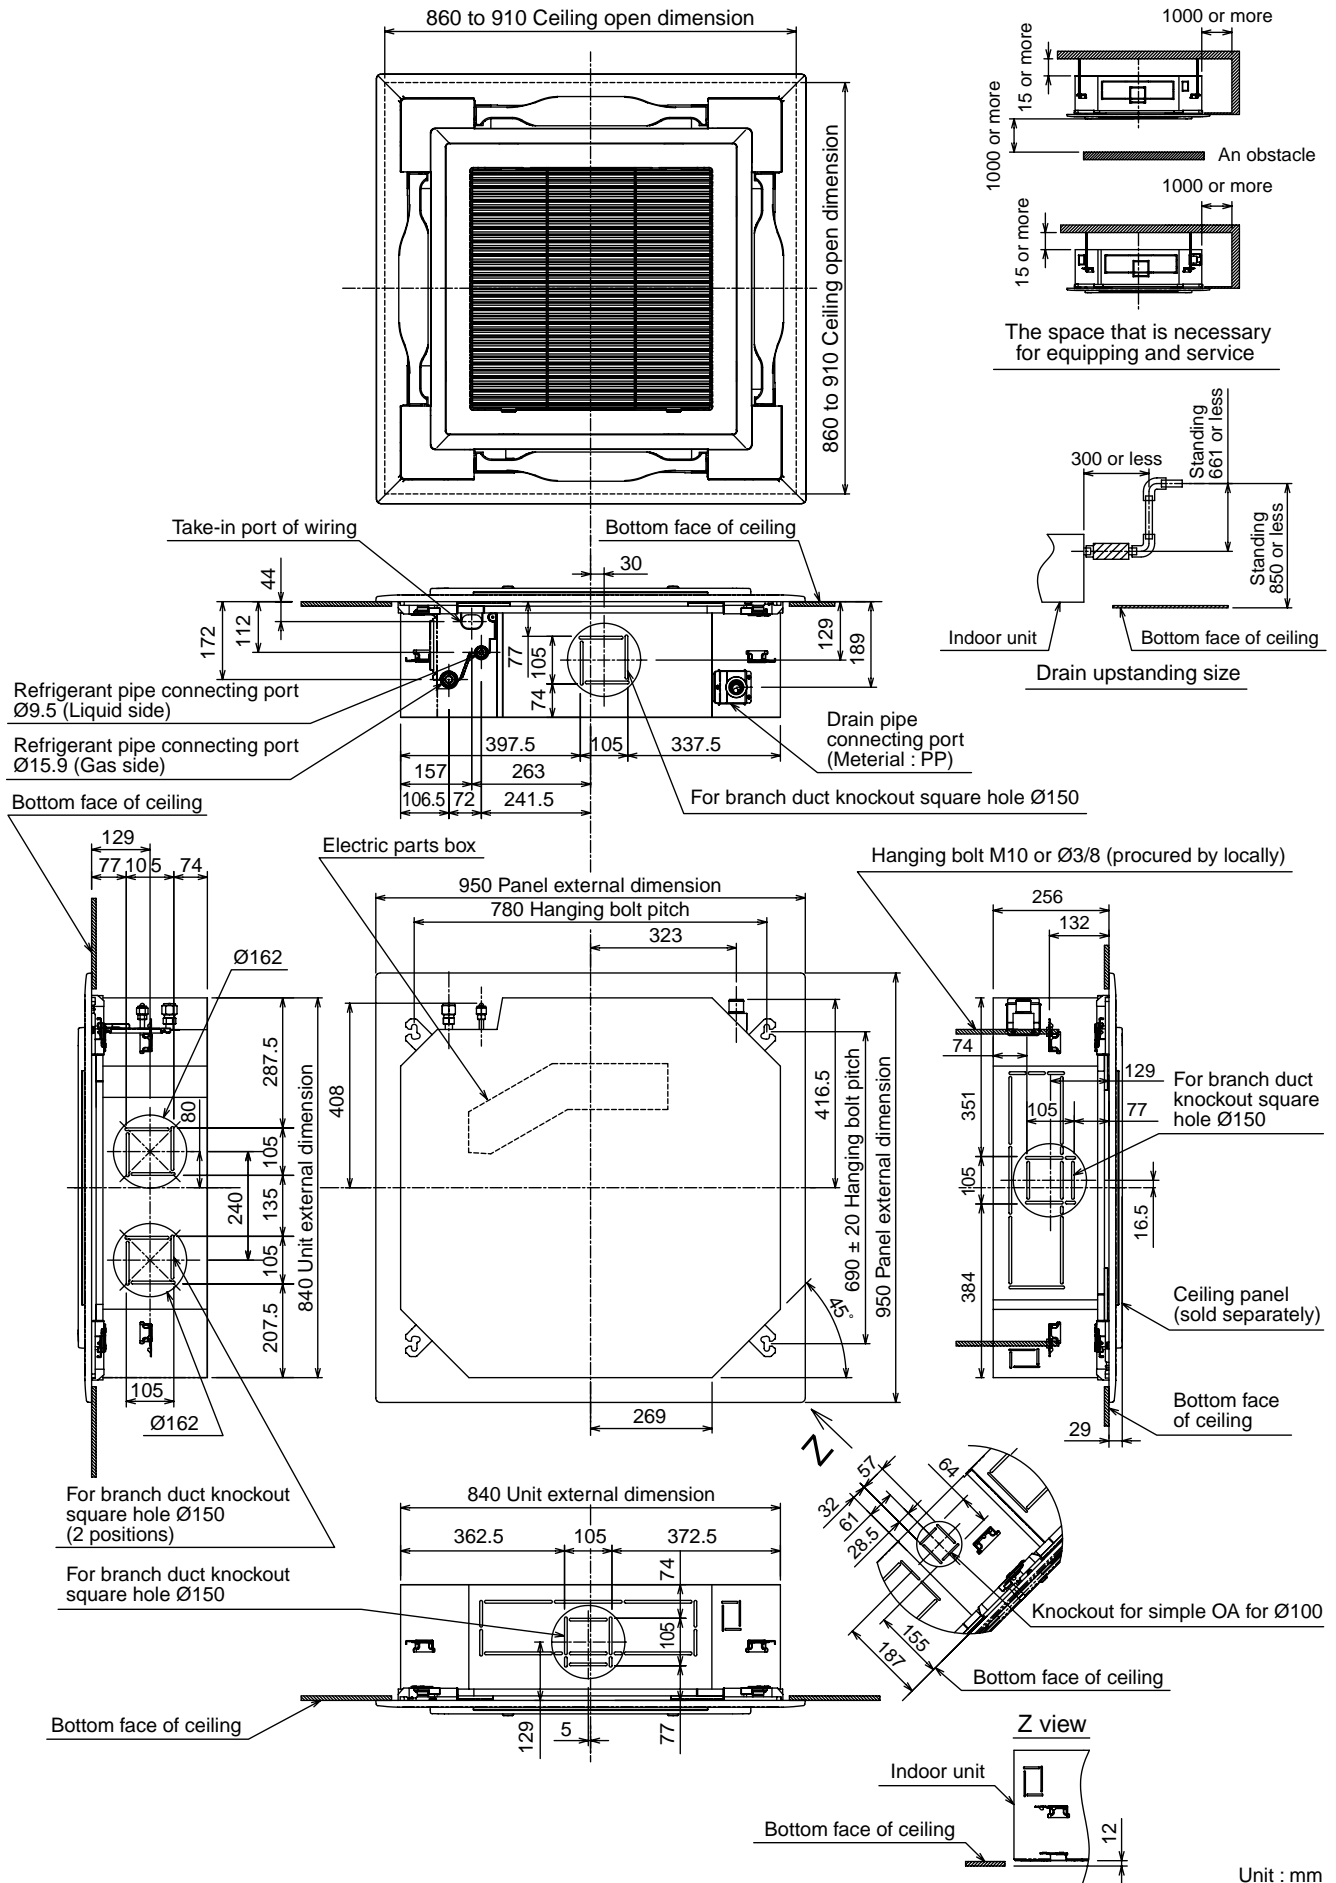 860 to 910 Ceiling open dimension
860 to 910 Ceiling open dimension
1000 or more
15 or more
1000 or more
An obstacle
1000 or more
15 or more
The space that is necessary
for equipping and service
Standing
661 or less
300 or less
Standing
850 or less
Indoor unit
Bottom face of ceiling
Drain upstanding size
Take-in port of wiring
Bottom face of ceiling
30
44
112
172
77
105
74
129
189
Refrigerant pipe connecting port
Ø9.5 (Liquid side)
Refrigerant pipe connecting port
Ø15.9 (Gas side)
Drain pipe
connecting port
(Meterial : PP)
397.5
105
337.5
157
263
106.5
72
241.5
For branch duct knockout square hole Ø150
Bottom face of ceiling
129
77
105
74
Ø162
287.5
80
105
135
240
105
207.5
840 Unit external dimension
105
Ø162
For branch duct knockout
square hole Ø150
(2 positions)
Electric parts box
950 Panel external dimension
780 Hanging bolt pitch
323
408
416.5
690 ± 20 Hanging bolt pitch
950 Panel external dimension
45°
269
Z
Hanging bolt M10 or Ø3/8 (procured by locally)
256
132
74
129
351
105
77
For branch duct
knockout square
hole Ø150
105
16.5
384
Ceiling panel
(sold separately)
Bottom face
of ceiling
29
For branch duct knockout
square hole Ø150
840 Unit external dimension
362.5
105
372.5
74
105
129
5
77
Bottom face of ceiling
57
64
32
61
28.5
155
187
Knockout for simple OA for Ø100
Bottom face of ceiling
Z view
Indoor unit
Bottom face of ceiling
12
Unit : mm